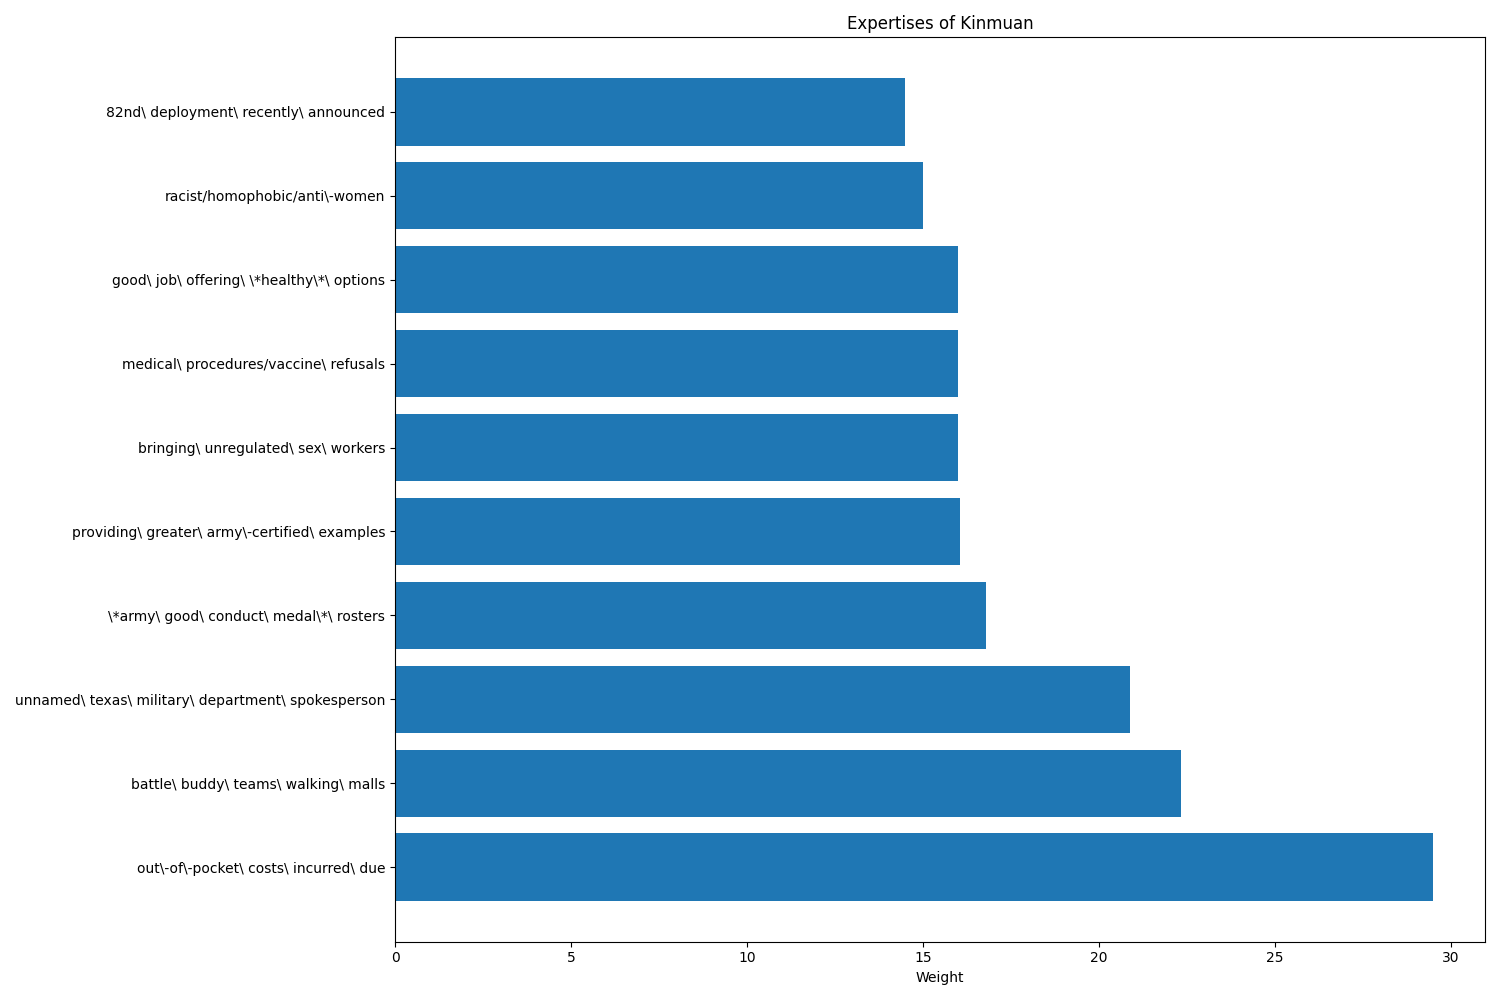 Expertises of Kinmuan
82nd\ deployment\ recently\ announced
racist/homophobic/anti\-women
good\ job\ offering\ \*healthy\*\ options
medical\ procedures/vaccine\ refusals
bringing\ unregulated\ sex\ workers
providing\ greater\ army\-certified\ examples
\*army\ good\ conduct\ medal\*\ rosters
unnamed\ texas\ military\ department\ spokesperson
battle\ buddy\ teams\ walking\ malls
out\-of\-pocket\ costs\ incurred\ due
0 5 10 15 20 25 30
Weight